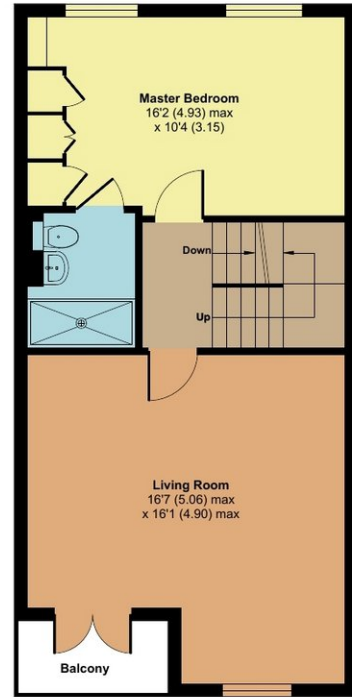 Master Bedroom
16'2 (4.93) max
x 10'4 (3.15)
Down
Up
Living Room
16'7 (5.06) max
x 16'1 (4.90) max
Balcony